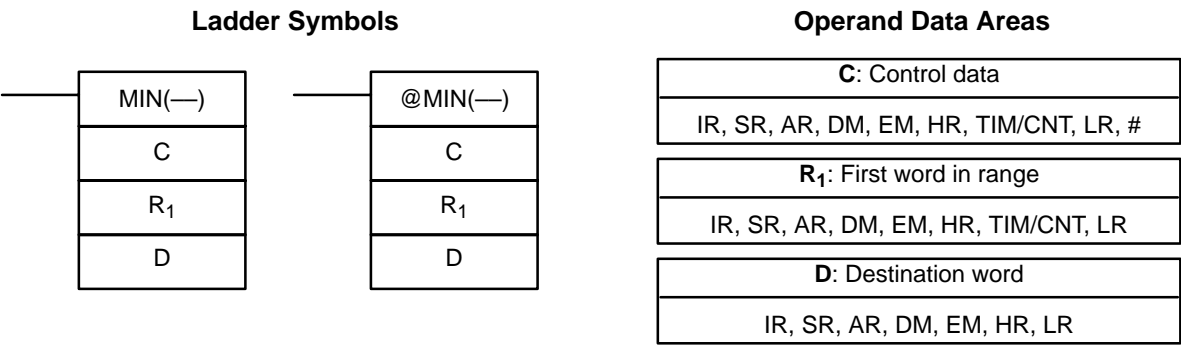 Ladder Symbols
MIN(—)
C
R1
D
@MIN(—)
C
R1
D
Operand Data Areas
C: Control data
IR, SR, AR, DM, EM, HR, TIM/CNT, LR, #
R1: First word in range
IR, SR, AR, DM, EM, HR, TIM/CNT, LR
D: Destination word
IR, SR, AR, DM, EM, HR, LR